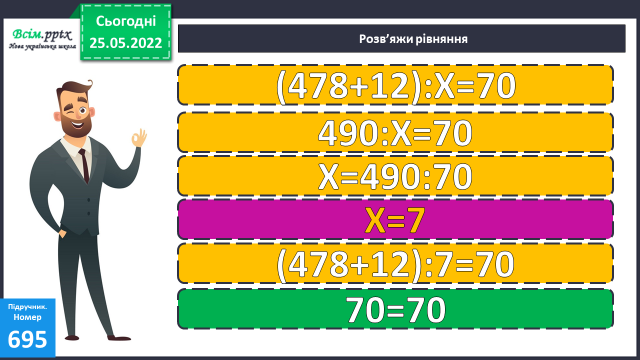 Всім.pptx
Нова українська школа
Сьогодні
25.05.2022
Розв’яжи рівняння
(478+12):Х=70
490:Х=70
Х=490:70
Х=7
(478+12):7=70
70=70
Підручник.
Номер
695